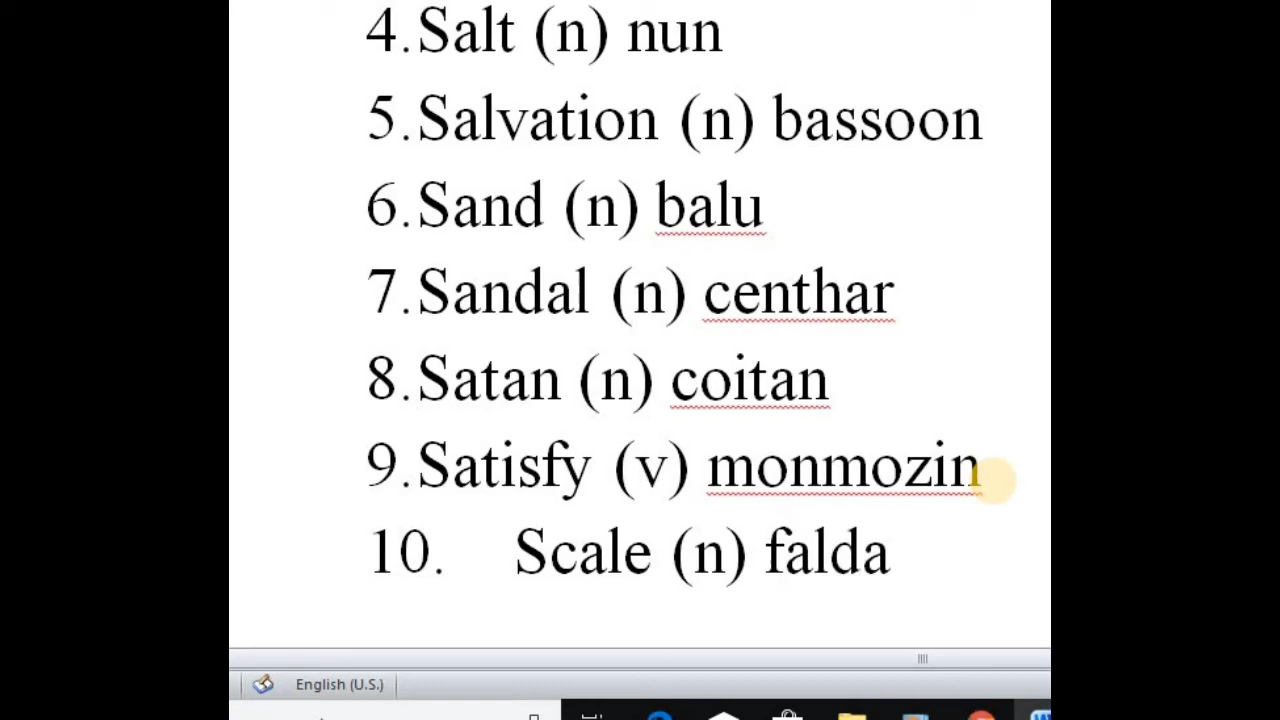 4. Salt (n) nun
5. Salvation (n) bassoon
6. Sand (n) balu
7. Sandal (n) centhar
8. Satan (n) coitan
9. Satisfy (v) monmozin
10. Scale (n) falda
English (U.S.)